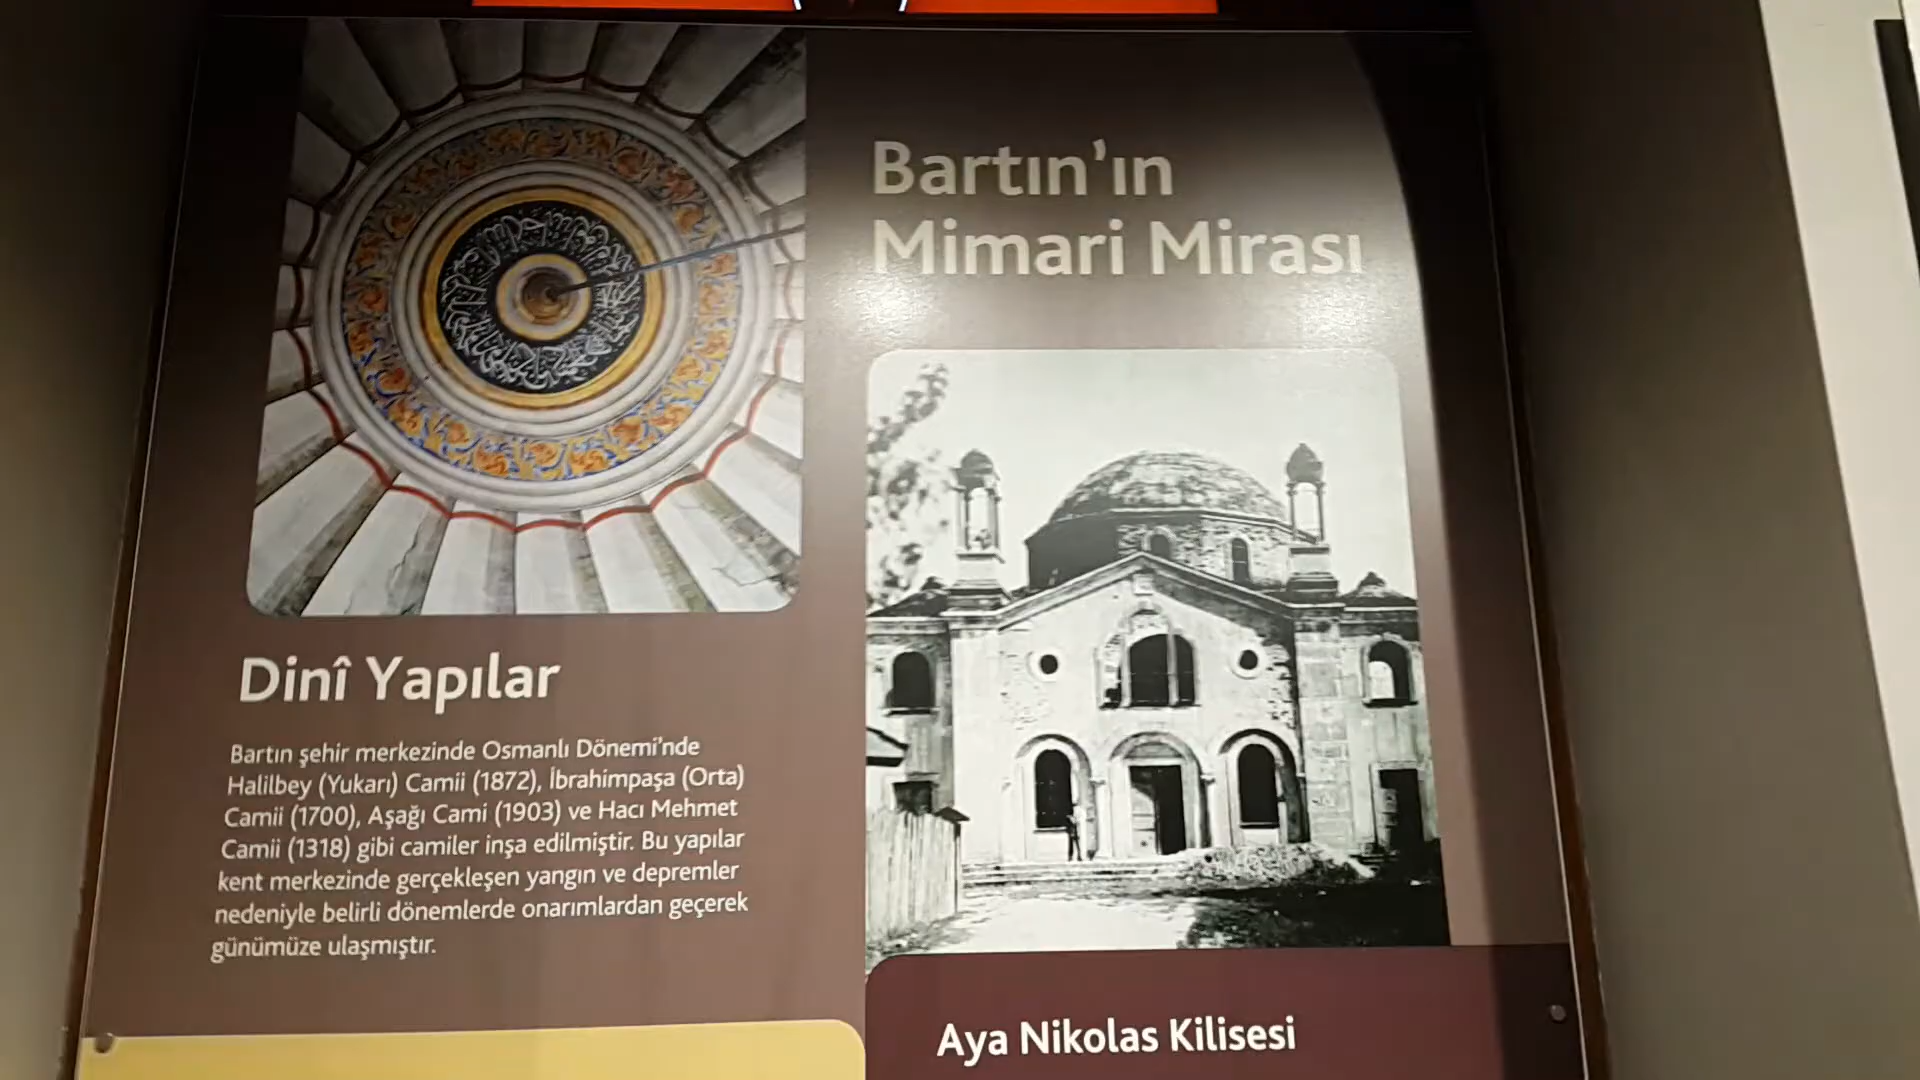 Bartın'ın
Mimari Mirası
Dinî Yapılar
Bartın şehir merkezinde Osmanlı Dönemi'nde
Halilbey (Yukarı) Camii (1872), İbrahimpaşa (Orta)
Camii (1700), Aşağı Cami (1903) ve Hacı Mehmet
Camii (1318) gibi camiler inşa edilmiştir. Bu yapılar
kent merkezinde gerçekleşen yangın ve depremler
nedeniyle belirli dönemlerde onarımlardan geçerek
günümüze ulaşmıştır.
Aya Nikolas Kilisesi